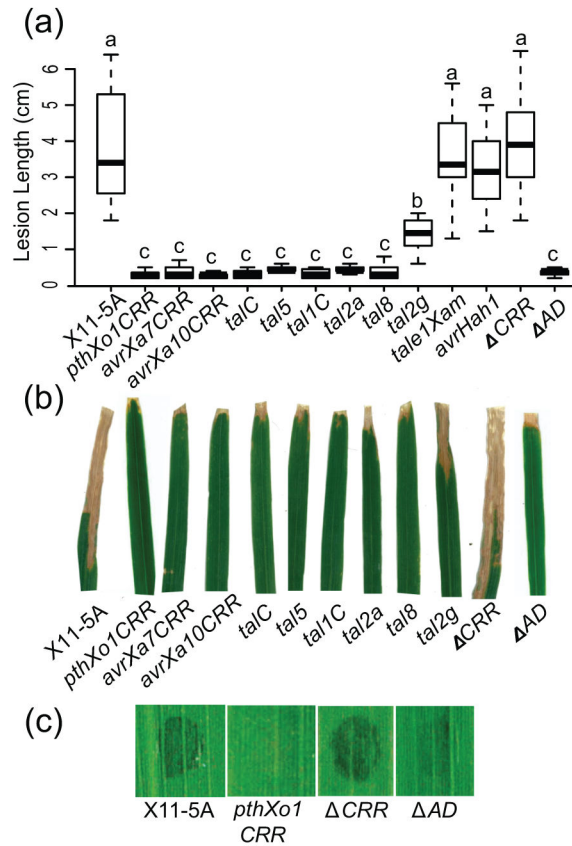 (a)
Lesion Length (cm)
6
5
4
3
2
1
0
a
c
c
c
c
c
c
c
c
b
a
a
a
c
X11-5A
pthXo1CRR
avrXa7CRR
avrXa10CRR
talC
tal5
tal1C
tal2a
tal8
tal2g
tale1Xam
avrHah1
ΔCRR
ΔAD
(b)
X11-5A
pthXo1CRR
avrXa7CRR
avrXa10CRR
talC
tal5
tal1C
tal2a
tal8
tal2g
ΔCRR
ΔAD
(c)
X11-5A
pthXo1
CRR
ΔCRR
ΔAD